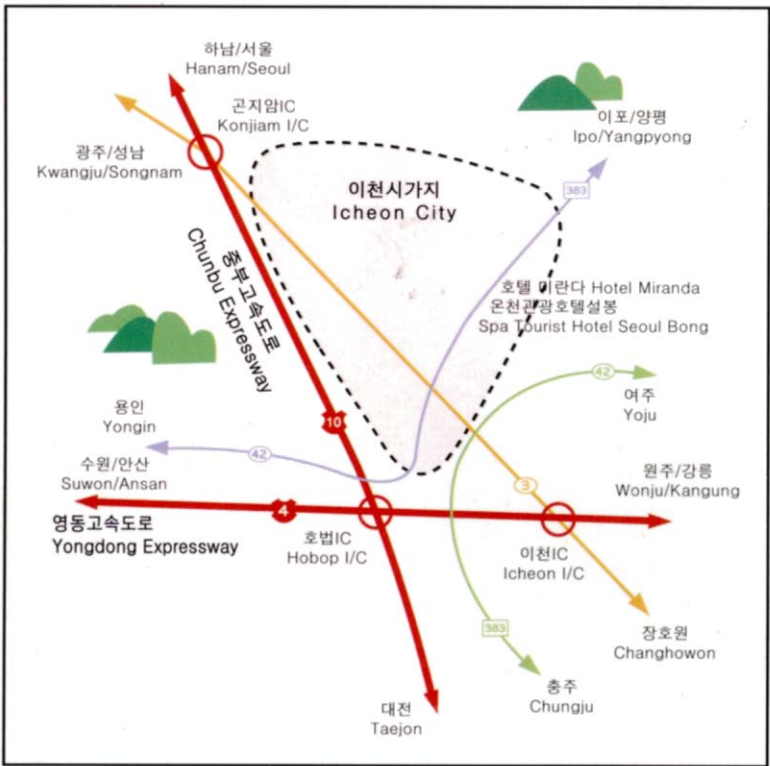 하남/서울
Hanam/Seoul
곤지암IC
Konjiam I/C
광주/성남
Kwangju/Songnam
이포/양평
Ipo/Yangpyong
383
이천시가지
Icheon City
중부고속도로
Chunbu Expressway
호텔 미란다 Hotel Miranda
온천관광호텔설봉
Spa Tourist Hotel Seoul Bong
42
여주
Yoju
용인
Yongin
10
42
수원/안산
Suwon/Ansan
3
원주/강릉
Wonju/Kangung
4
영동고속도로
Yongdong Expressway
호법IC
Hobop I/C
이천IC
Icheon I/C
383
장호원
Changhowon
충주
Chungju
대전
Taejon